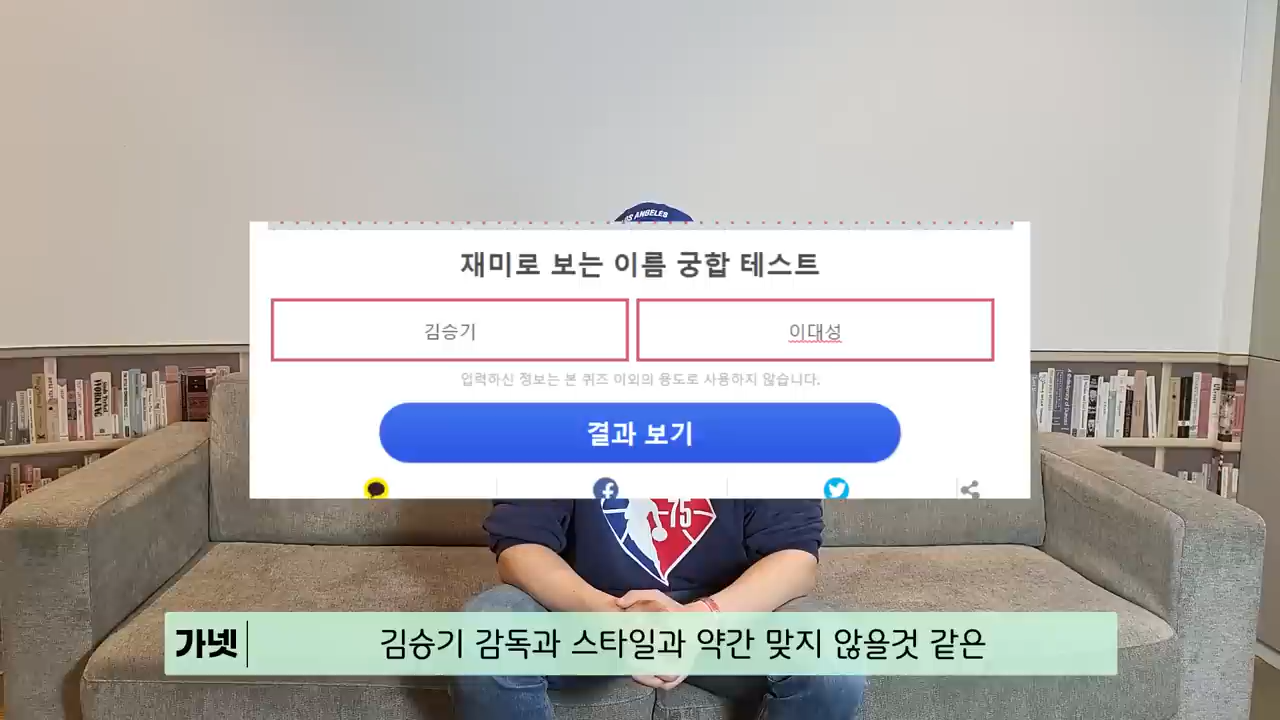 OS ANGELES
재미로 보는 이름 궁합 테스트
김승기
이대성
입력하신 정보는 본 퀴즈 이외의 용도로 사용하지 않습니다.
결과 보기
75
가넷
김승기 감독과 스타일과 약간 맞지 않을것 같은